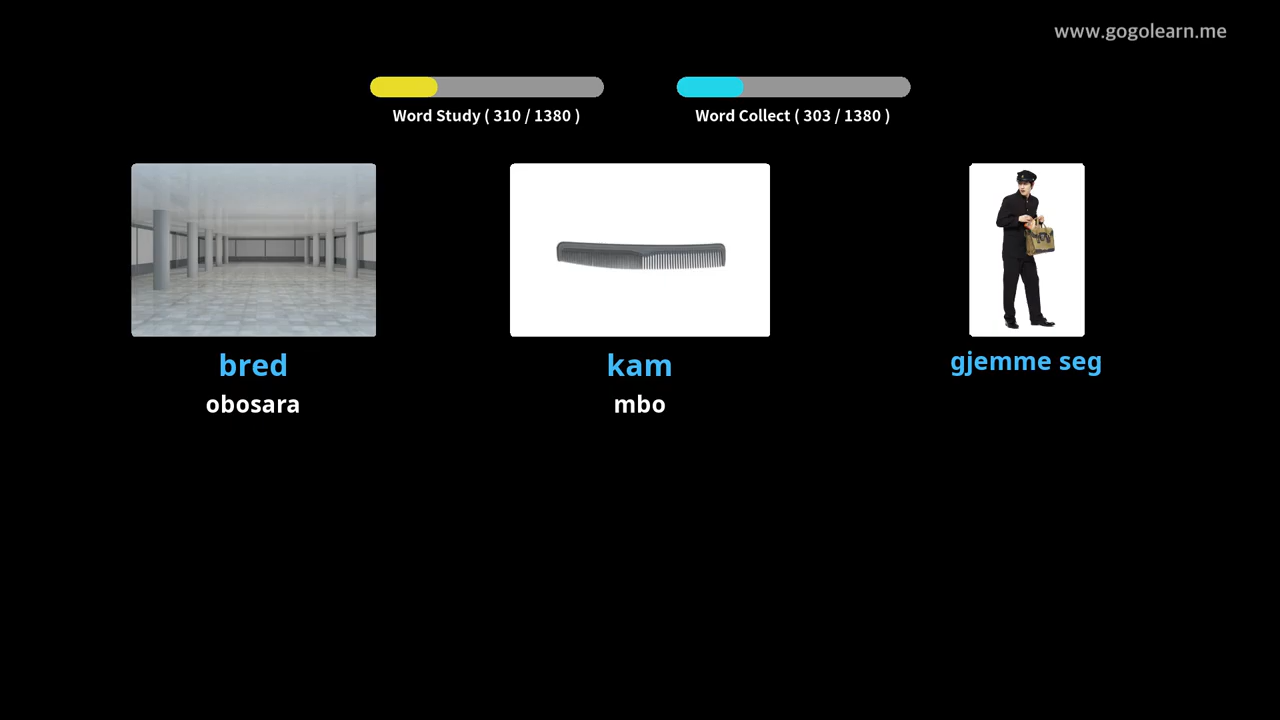 www.gogolearn.me
Word Study ( 310 / 1380 )
Word Collect ( 303 / 1380 )
bred
obosara
kam
mbo
gjemme seg